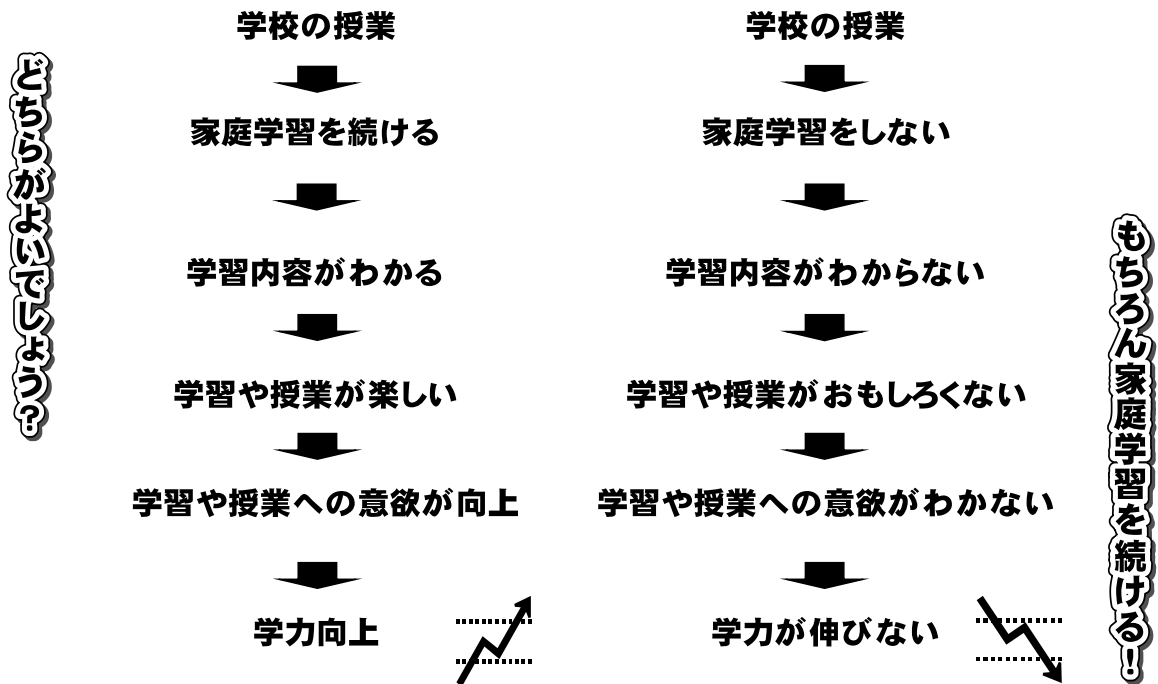 どちらがよいでしょう？
学校の授業
家庭学習を続ける
学習内容がわかる
学習や授業が楽しい
学習や授業への意欲が向上
学力向上
学校の授業
家庭学習をしない
学習内容がわからない
学習や授業がおもしろくない
学習や授業への意欲がわかない
学力が伸びない
もちろん家庭学習を続ける！